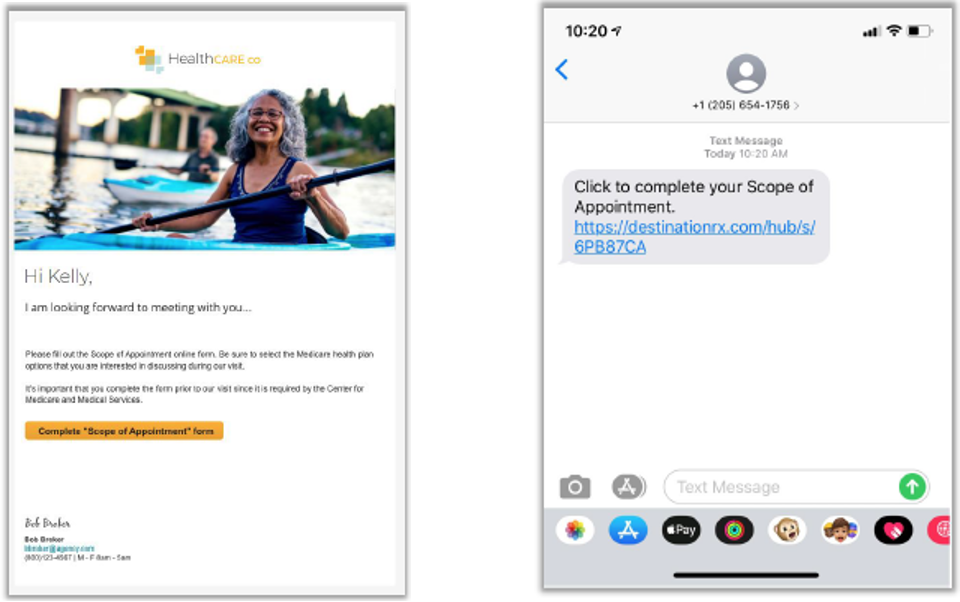 HealthCARE CO
Hi Kelly,
I am looking forward to meeting with you...
Please fill out the Scope of Appointment online form. Be sure to select the Medicare health plan
options that you are interested in discussing during our visit.
It's important that you complete the form prior to our visit since it is required by the Center for
Medicare and Medical Services.
Complete "Scope of Appointment" form
Bob Broker
Bob Broker
bbroker@agency.com
(800)123-4567 | M - F 8am - 5am
10:20
+1 (205) 654-1756 >
Text Message
Today 10:20 AM
Click to complete your Scope of
Appointment.
https://destinationrx.com/hub/s/
6PB87CA
Text Message
Pay